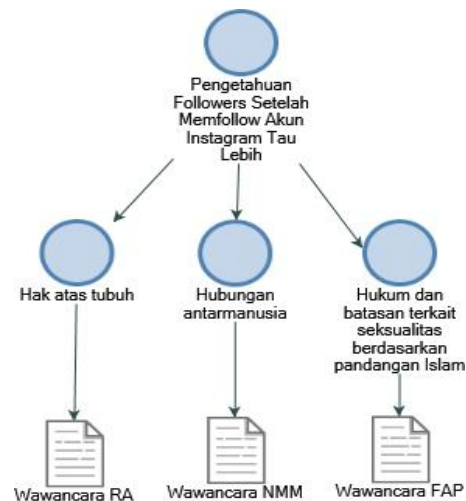 Pengetahuan
Followers Setelah
Memfollow Akun
Instagram Tau
Lebih
Hak atas tubuh
Hubungan
antarmanusia
Hukum dan
batasan terkait
seksualitas
berdasarkan
pandangan Islam
Wawancara RA
Wawancara NMM
Wawancara FAP